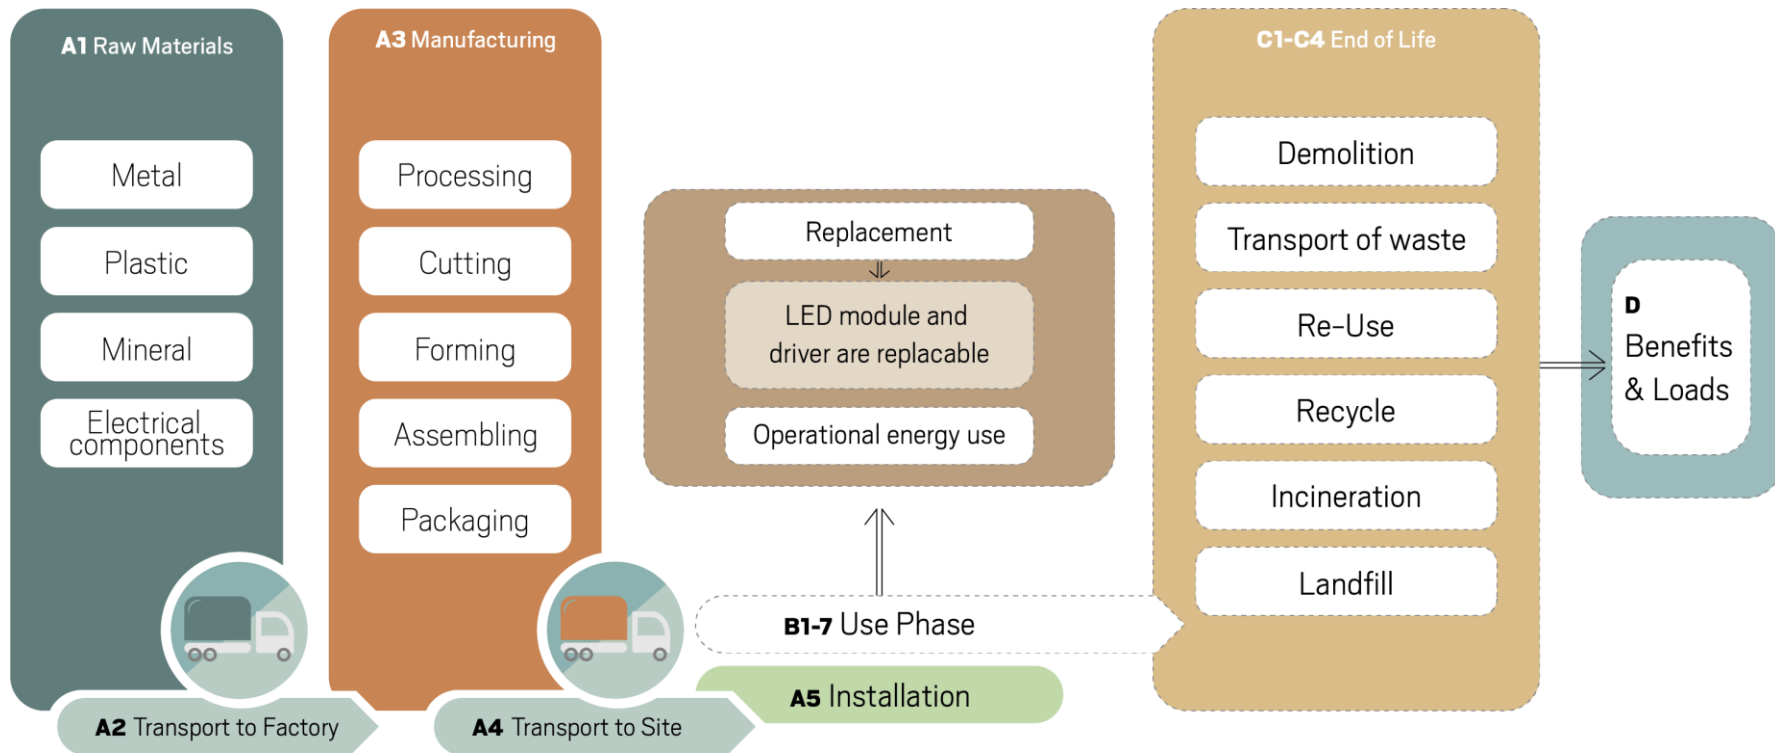 A1 Raw Materials
Metal
Plastic
Mineral
Electrical
components
A2 Transport to Factory
A3 Manufacturing
Processing
Cutting
Forming
Assembling
Packaging
A4 Transport to Site
A5 Installation
B1-7 Use Phase
Replacement
LED module and
driver are replacable
Operational energy use
C1-C4 End of Life
Demolition
Transport of waste
Re-Use
Recycle
Incineration
Landfill
D
Benefits
& Loads